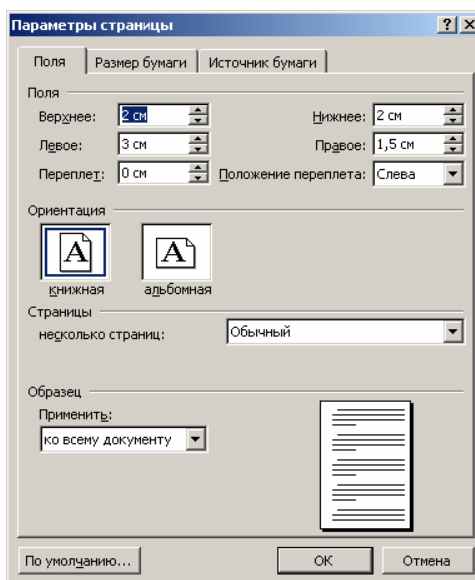 Параметры страницы
Поля Размер бумаги Источник бумаги
Поля
Верхнее: 2 см Нижнее: 2 см
Левое: 3 см Правое: 1,5 см
Переплет: 0 см Положение переплета: Слева
Ориентация
A A
книжная альбомная
Страницы
несколько страниц: Обычный
Образец
Применить:
ко всему документу
По умолчанию... ОК Отмена